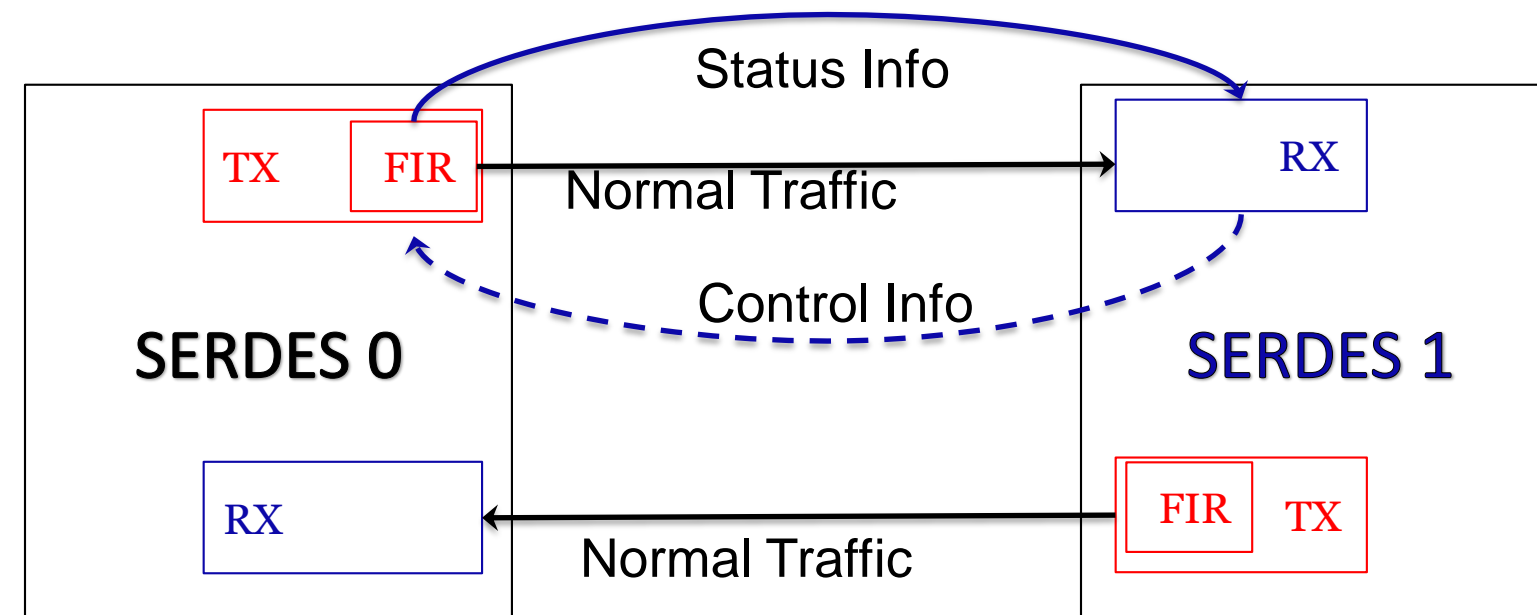 Status Info
TX
FIR
RX
Normal Traffic
Control Info
SERDES 0
SERDES 1
RX
FIR
TX
Normal Traffic